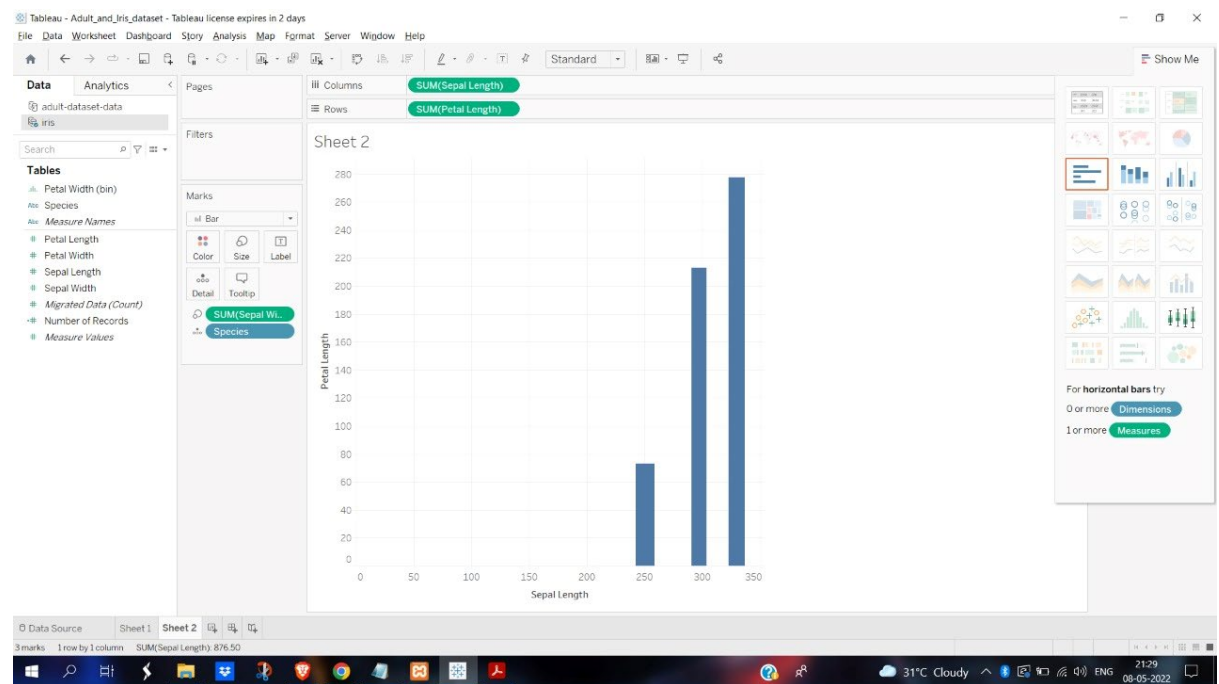 Tableau - Adult_and_Iris_dataset - Tableau license expires in 2 days
File Data Worksheet Dashboard Story Analysis Map Format Server Window Help
Standard
Show Me
Data Analytics
adult-dataset-data
iris
Search
Tables
Petal Width (bin)
Abc Species
Abc Measure Names
# Petal Length
# Petal Width
# Sepal Length
# Sepal Width
# Migrated Data (Count)
=# Number of Records
# Measure Values
Pages
Filters
Marks
Bar
Color Size Label
Detail Tooltip
SUM(Sepal Wi..
Species
Columns SUM(Sepal Length)
Rows SUM(Petal Length)
Sheet 2
280
260
240
220
200
180
160
140
120
100
80
60
40
20
0
Petal Length
0 50 100 150 200 250 300 350
Sepal Length
For horizontal bars try
0 or more Dimensions
1 or more Measures
Data Source Sheet 1 Sheet 2
3 marks 1 row by 1 column SUM(Sepal Length): 876.50
31°C Cloudy ENG 21:29
08-05-2022